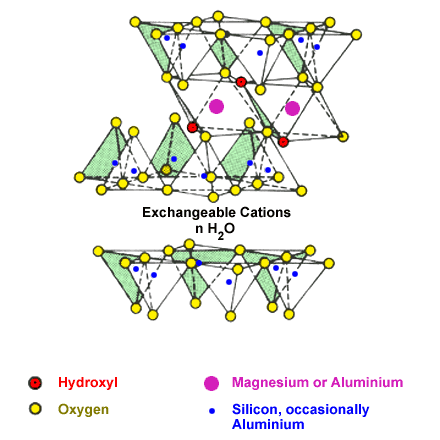 Exchangeable Cations
n H2O
Hydroxyl
Magnesium or Aluminium
Oxygen
Silicon, occasionally
Aluminium